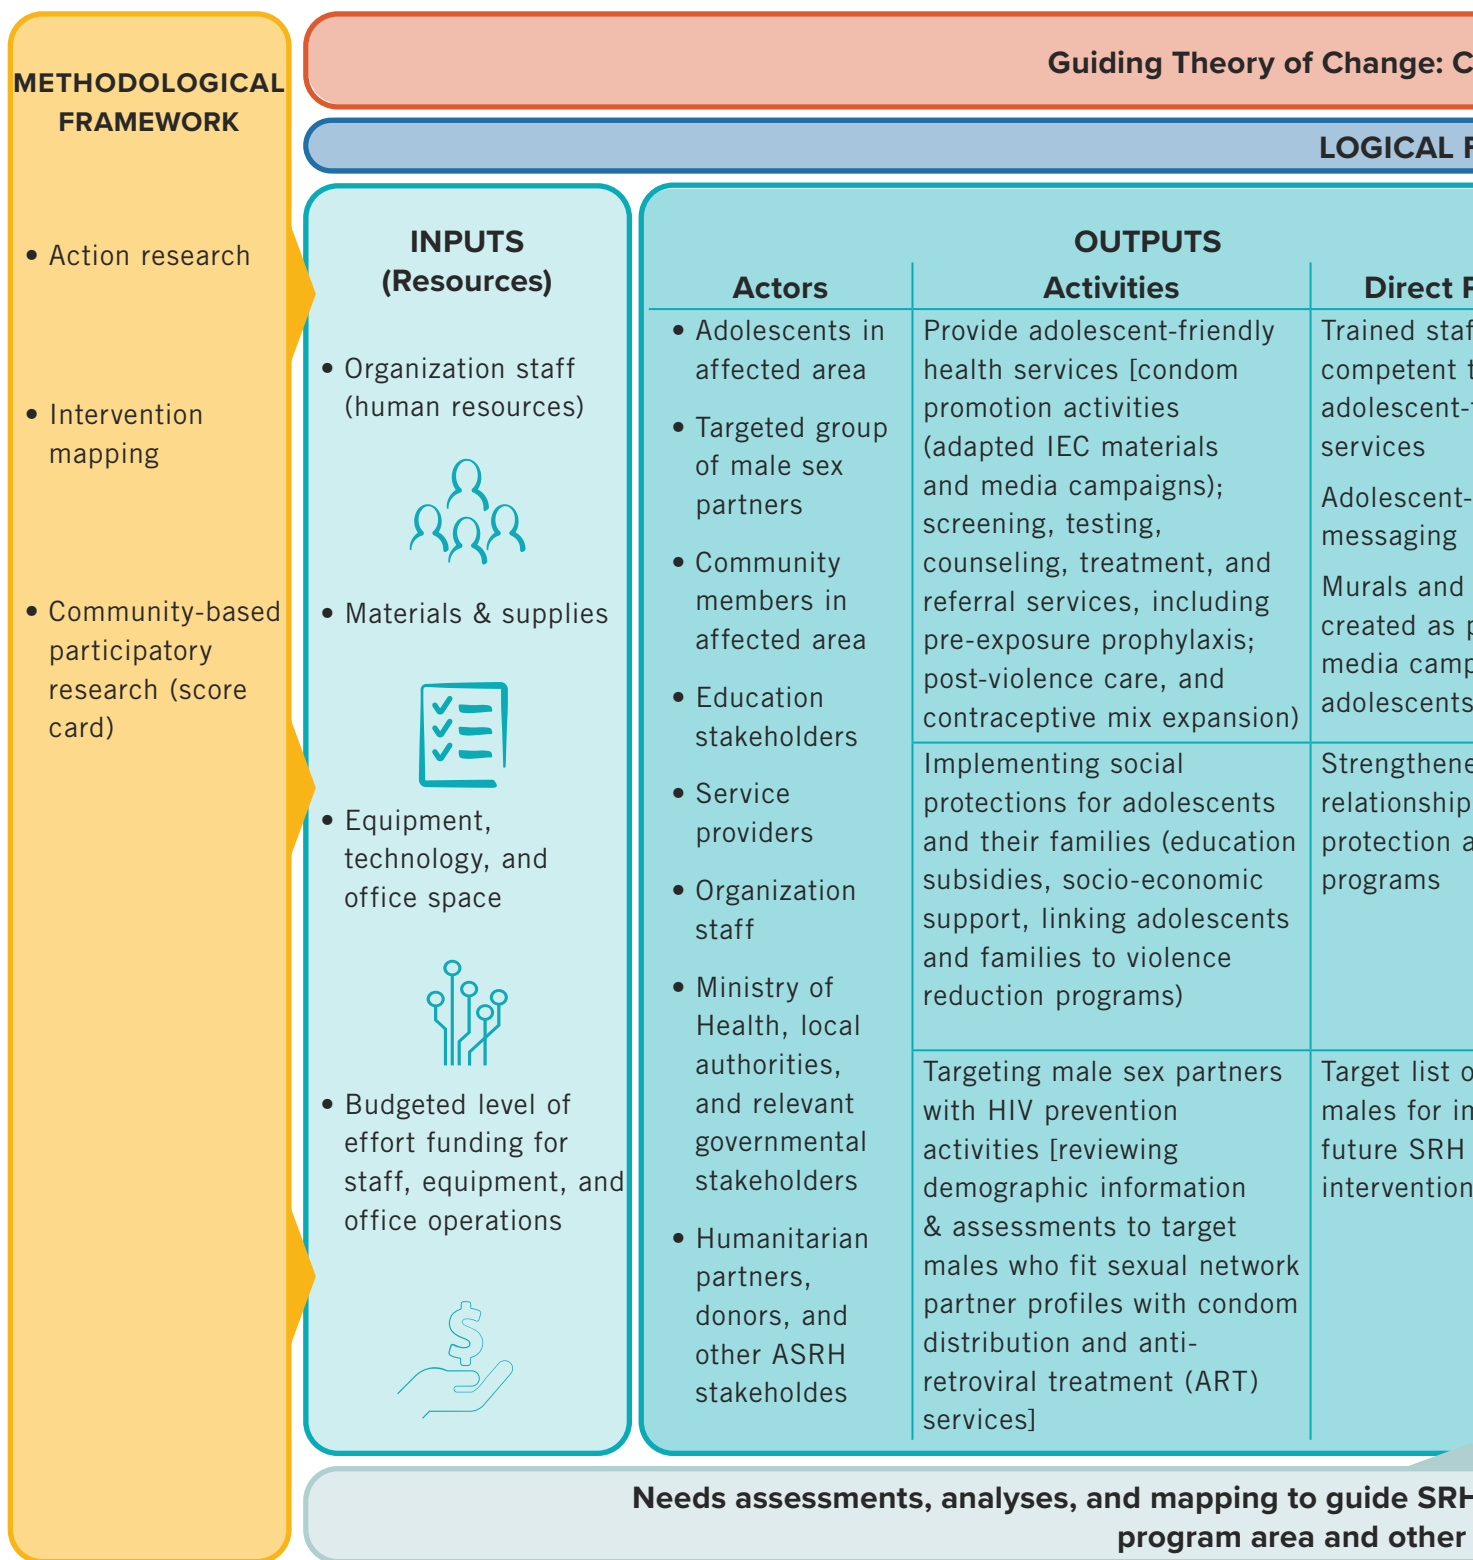 METHODOLOGICAL
FRAMEWORK
• Action research
• Intervention
mapping
• Community-based
participatory
research (score
card)
Guiding Theory of Change:
LOGICAL
INPUTS
(Resources)
• Organization staff
(human resources)
• Materials & supplies
• Equipment,
technology, and
office space
• Budgeted level of
effort funding for
staff, equipment, and
office operations
OUTPUTS
Actors
• Adolescents in
affected area
• Targeted group
of male sex
partners
• Community
members in
affected area
• Education
stakeholders
• Service
providers
• Organization
staff
• Ministry of
Health, local
authorities,
and relevant
governmental
stakeholders
• Humanitarian
partners,
donors, and
other ASRH
stakeholdes
Activities
Provide adolescent-friendly
health services [condom
promotion activities
(adapted IEC materials
and media campaigns);
screening, testing,
counseling, treatment, and
referral services, including
pre-exposure prophylaxis;
post-violence care, and
contraceptive mix expansion)
Implementing social
protections for adolescents
and their families (education
subsidies, socio-economic
support, linking adolescents
and families to violence
reduction programs)
Targeting male sex partners
with HIV prevention
activities [reviewing
demographic information
& assessments to target
males who fit sexual network
partner profiles with condom
distribution and anti-
retroviral treatment (ART)
services]
Direct
Trained
competent
adolescent-
services
Adolescent-
messaging
Murals and
created as
media
adolescents
relationship
protection
programs
Target list
males for
future SRH
intervention
Needs assessments, analyses, and mapping to guide SRH
program area and other